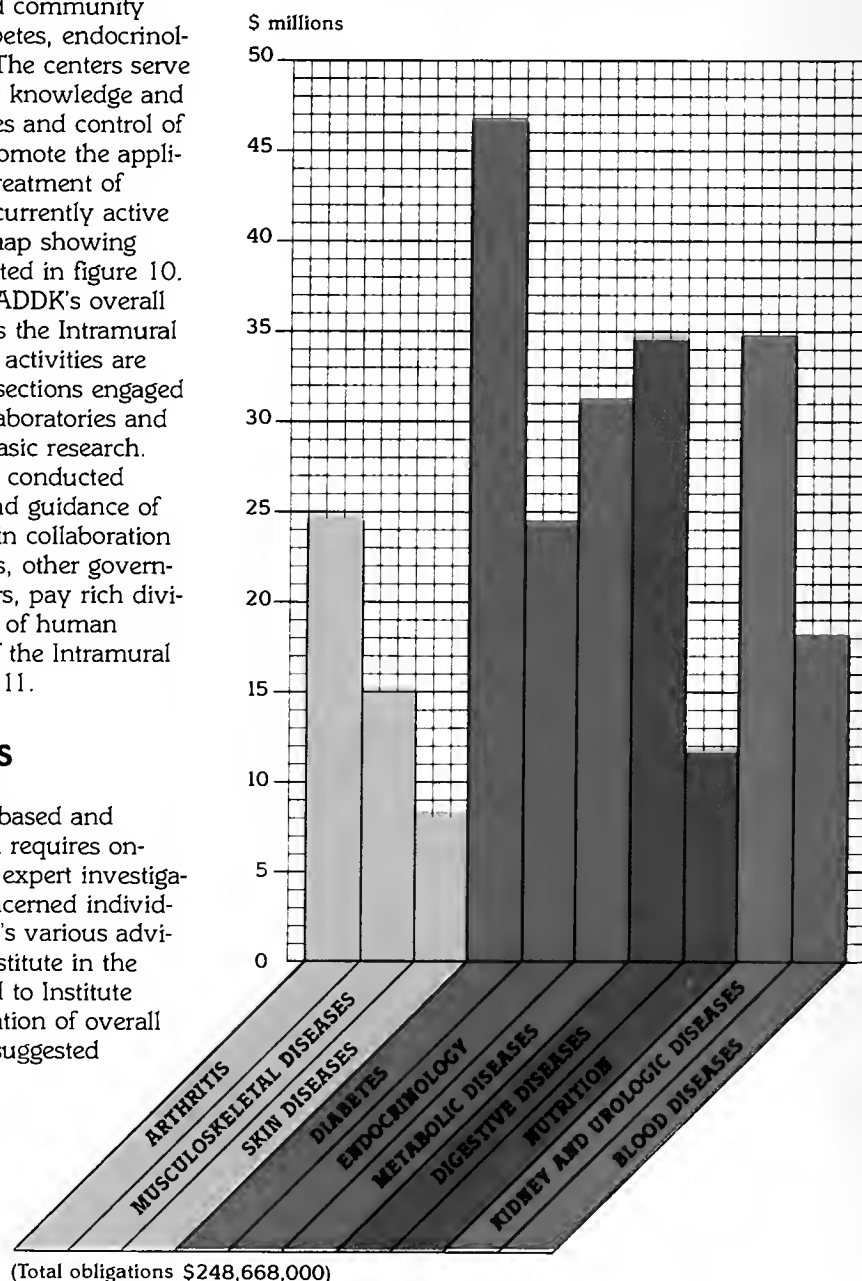 d community
betes, endocrinol-
The centers serve
knowledge and
es and control of
omote the appli-
reatment of
currently active
map showing
ted in figure 10.
ADDK's overall
s the Intramural
activities are
sections engaged
aboratories and
asic research.
conducted
nd guidance of
in collaboration
s, other govern-
rs, pay rich divi-
of human
f the Intramural
11.
S
based and
requires on-
expert investiga-
ncerned individ-
's various advi-
stitute in the
d to Institute
ation of overall
suggested
$ millions
50
45
40
35
30
25
20
15
10
5
0
ARTHRITIS
MUSCULOSKELETAL DISEASES
SKIN DISEASES
DIABETES
ENDOCRINOLOGY
METABOLIC DISEASES
DIGESTIVE DISEASES
NUTRITION
KIDNEY AND UROLOGIC DISEASES
BLOOD DISEASES
(Total obligations $248,668,000)